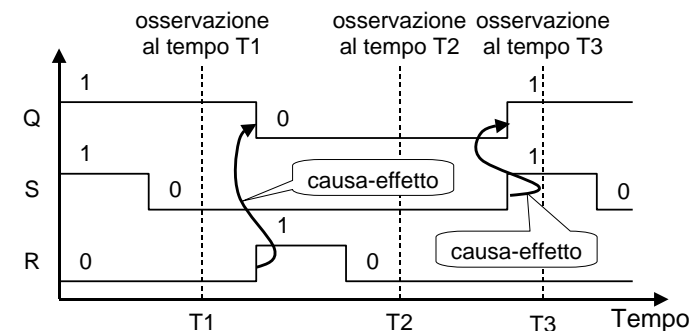 osservazione osservazione osservazione
al tempo T1 al tempo T2 al tempo T3
1 1
Q 0
1 1
S 0 causa-effetto 0
1 causa-effetto
R 0 0
T1 T2 T3 Tempo